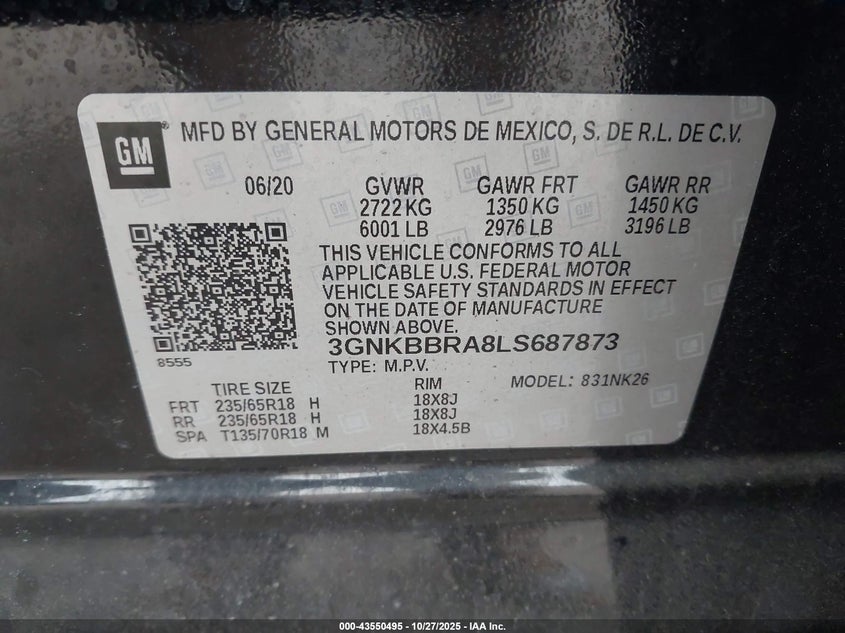 GM ® MFD BY GENERAL MOTORS DE MEXICO, S. DE R.L. DE C.V.
06/20 GVWR GAWR FRT GAWR RR
2722 KG 1350 KG 1450 KG
6001 LB 2976 LB 3196 LB
THIS VEHICLE CONFORMS TO ALL
APPLICABLE U.S. FEDERAL MOTOR
VEHICLE SAFETY STANDARDS IN EFFECT
ON THE DATE OF MANUFACTURE
SHOWN ABOVE.
3GNKBBRA8LS687873
8555
TYPE: M.P.V. MODEL: 831NK26
TIRE SIZE RIM
FRT 235/65R18 H 18X8J
RR 235/65R18 H 18X8J
SPA T135/70R18 M 18X4.5B
000-43550495 - 10/27/2025 - IAA Inc.